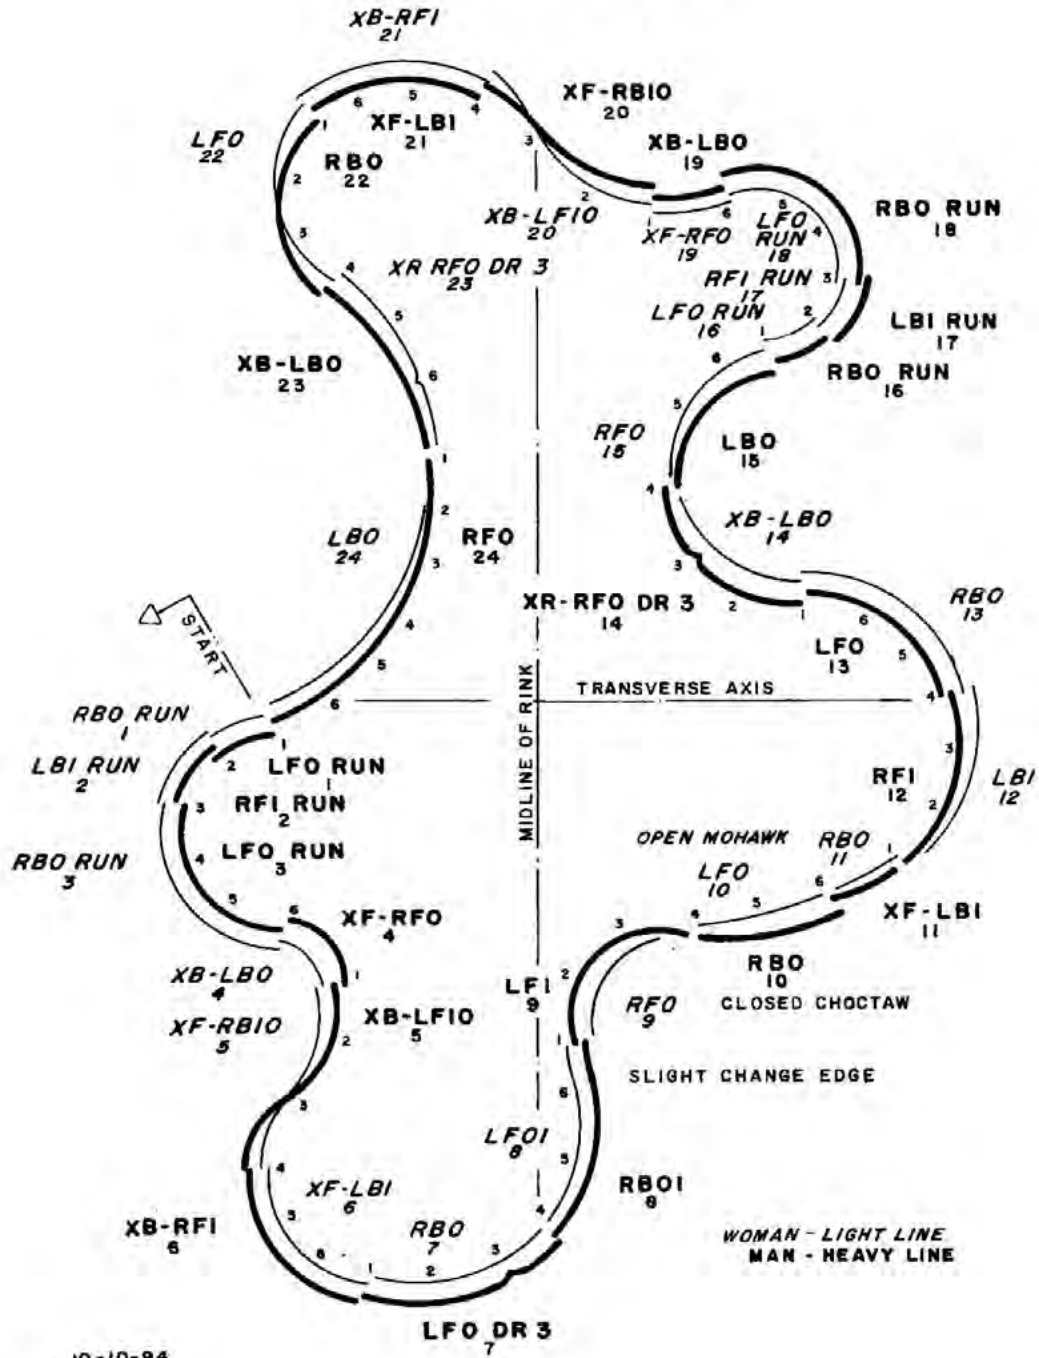 XB-RFI
21
XF-RBIO
20
XF-LBI
21
LFO
22
RBO
22
XB-LBO
19
XB-LFIO
20
XF-RFO
19
LFO
RUN
18
RBO RUN
18
XR RFO DR 3
23
RFI RUN
17
LFO RUN
16
LBI RUN
17
RBO RUN
16
XB-LBO
23
RFO
15
LBO
15
XB-LBO
14
LBO
24
RFO
24
XR-RFO DR 3
14
RBO
13
LFO
13
START
TRANSVERSE AXIS
MIDLINE OF RINK
RBO RUN
1
LBI RUN
2
LFO RUN
1
RFI RUN
2
LFO RUN
3
RBO RUN
3
RFI
12
LBI
12
OPEN MOHAWK
LFO
10
RBO
11
XF-RFO
4
XF-LBI
11
XB-LBO
4
XF-RBIO
5
XB-LFIO
5
LFI
9
RFO
9
RBO
10
CLOSED CHOCTAW
SLIGHT CHANGE EDGE
LFOI
8
RBOI
8
XF-LBI
6
XB-RFI
6
RBO
7
WOMAN - LIGHT LINE
MAN - HEAVY LINE
LFO DR 3
7
10-10-94